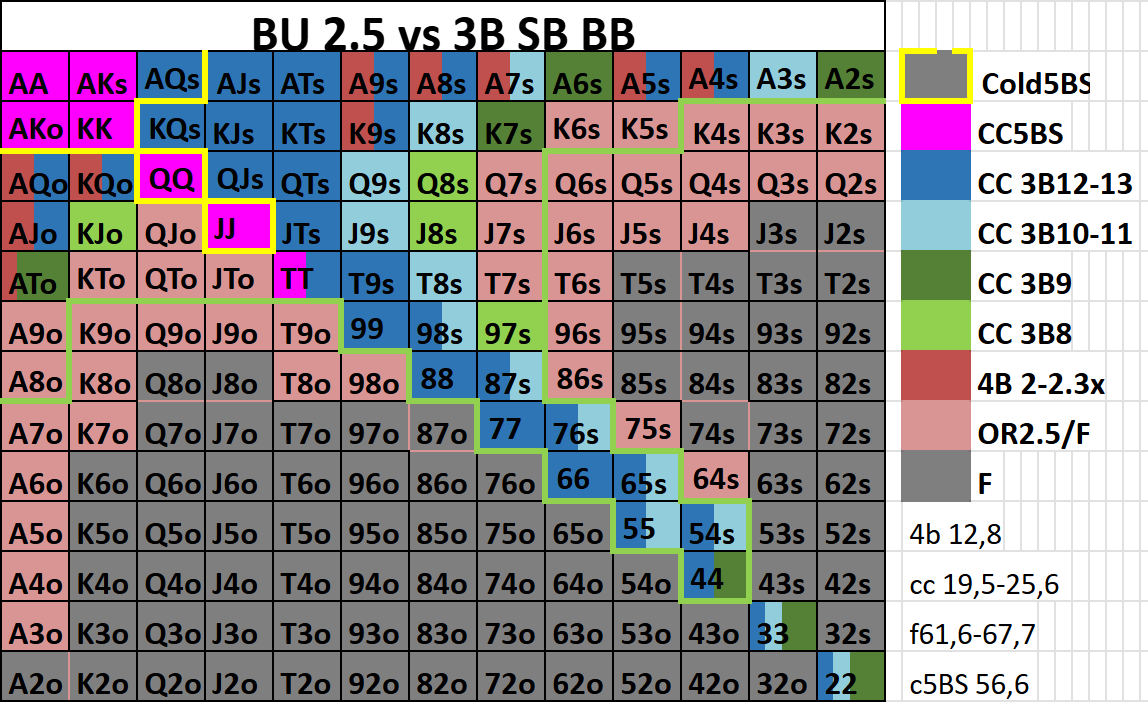 BU 2.5 vs 3B SB BB
AA AKs AQs AJs ATs A9s A8s A7s A6s A5s A4s A3s A2s Cold5BS
AKo KK KQs KJs KTs K9s K8s K7s K6s K5s K4s K3s K2s CC5BS
AQo KQo QQ QJs QTs Q9s Q8s Q7s Q6s Q5s Q4s Q3s Q2s CC 3B12-13
AJo KJo QJo JJ JTs J9s J8s J7s J6s J5s J4s J3s J2s CC 3B10-11
ATo KTo QTo JTo TT T9s T8s T7s T6s T5s T4s T3s T2s CC 3B9
A9o K9o Q9o J9o T9o 99 98s 97s 96s 95s 94s 93s 92s CC 3B8
A8o K8o Q8o J8o T8o 98o 88 87s 86s 85s 84s 83s 82s 4B 2-2.3x
A7o K7o Q7o J7o T7o 97o 87o 77 76s 75s 74s 73s 72s OR2.5/F
A6o K6o Q6o J6o T6o 96o 86o 76o 66 65s 64s 63s 62s F
A5o K5o Q5o J5o T5o 95o 85o 75o 65o 55 54s 53s 52s 4b 12,8
A4o K4o Q4o J4o T4o 94o 84o 74o 64o 54o 44 43s 42s cc 19,5-25,6
A3o K3o Q3o J3o T3o 93o 83o 73o 63o 53o 43o 33 32s f61,6-67,7
A2o K2o Q2o J2o T2o 92o 82o 72o 62o 52o 42o 32o 22 c5BS 56,6